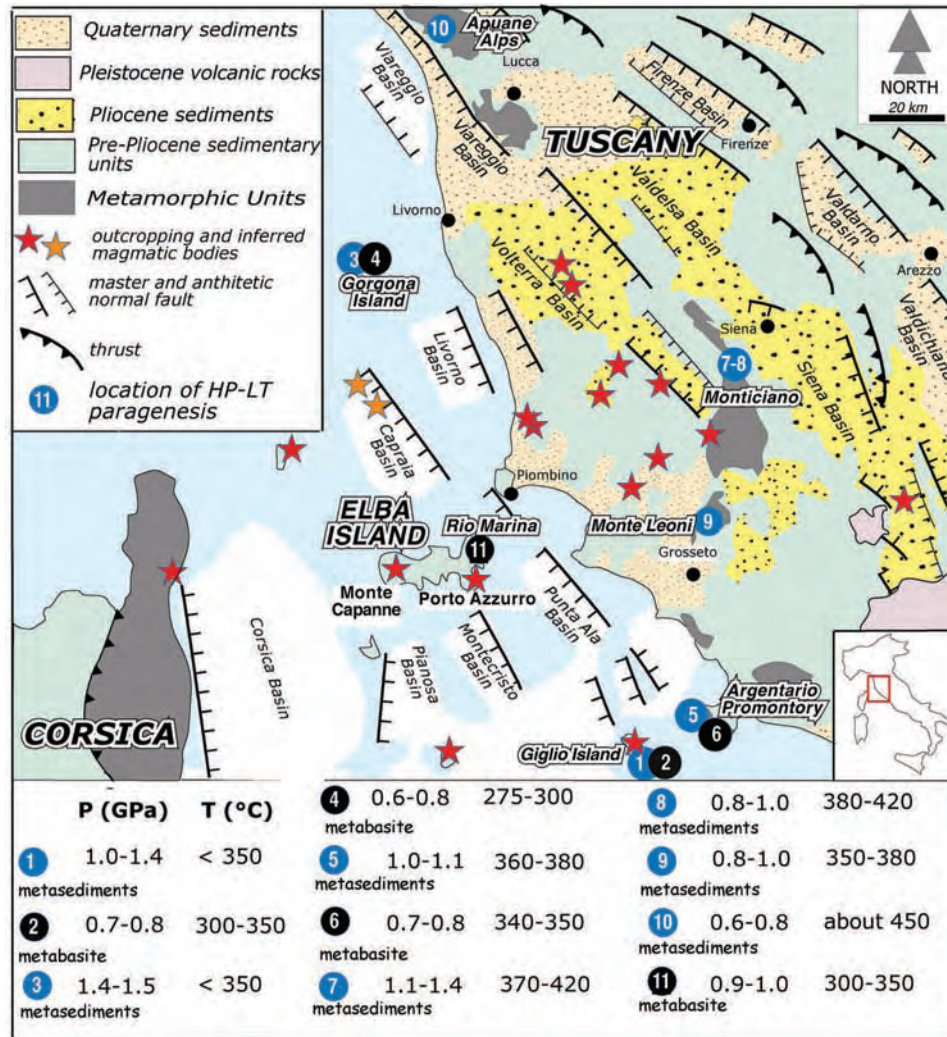 Quaternary sediments
Pleistocene volcanic rocks
Pliocene sediments
Pre-Pliocene sedimentary
units
Metamorphic Units
outcropping and inferred
magmatic bodies
master and anthitetic
normal fault
thrust
11 location of HP-LT
paragenesis
10 Apuane
Alps
Lucca
Viareggio
Basin
Viareggio
Basin
Firenze Basin
Firenze
NORTH
20 km
TUSCANY
Livorno
3 4
Gorgona
Island
Volterra Basin
Valdelsa Basin
Valdarno
Basin
Arezzo
Valdichiana
Basin
Siena
Siena Basin
7-8
Monticiano
Livorno
Basin
Capraia
Basin
Piombino
ELBA
ISLAND
Rio Marina
11
Monte
Capanne
Porto Azzurro
Monte Leoni
9
Grosseto
Punta Ala
Basin
Montecristo
Basin
Pianosa
Basin
Corsica Basin
CORSICA
Argentario
Promontory
5
6
Giglio Island
1 2
P (GPa) T (°C)
1 1.0-1.4 < 350
metasediments
2 0.7-0.8 300-350
metabasite
3 1.4-1.5 < 350
metasediments
4 0.6-0.8 275-300
metabasite
5 1.0-1.1 360-380
metasediments
6 0.7-0.8 340-350
metabasite
7 1.1-1.4 370-420
metasediments
8 0.8-1.0 380-420
metasediments
9 0.8-1.0 350-380
metasediments
10 0.6-0.8 about 450
metasediments
11 0.9-1.0 300-350
metabasite